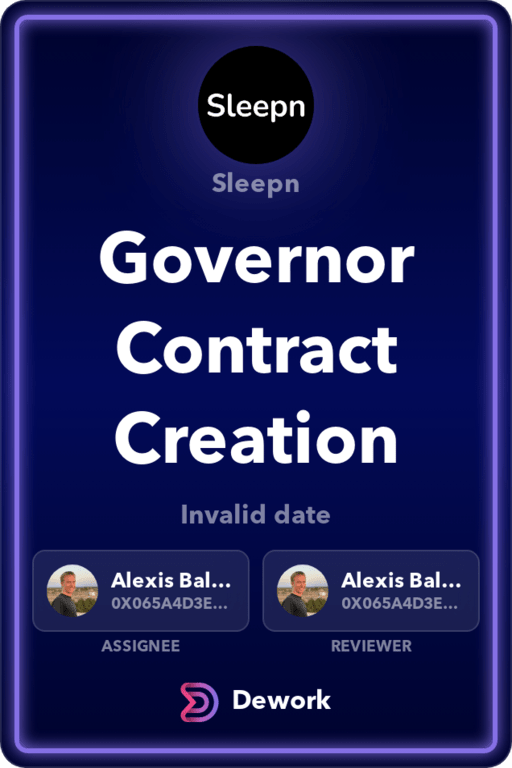 Sleepn
Sleepn
Governor
Contract
Creation
Invalid date
Alexis Bal...
0X065A4D3E...
Alexis Bal...
0X065A4D3E...
ASSIGNEE
REVIEWER
Dework